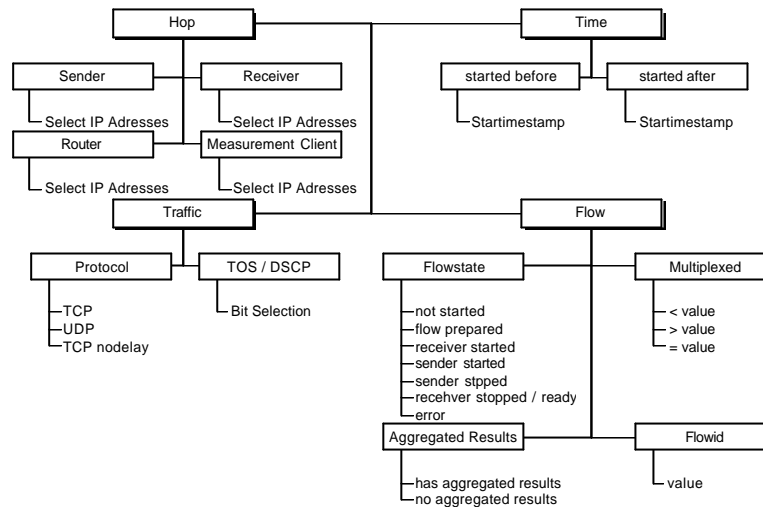 Hop
Time
Sender
Receiver
started before
started after
Select IP Adresses
Select IP Adresses
Startimestamp
Startimestamp
Router
Measurement Client
Select IP Adresses
Select IP Adresses
Traffic
Flow
Protocol
TOS / DSCP
Flowstate
Multiplexed
TCP
UDP
TCP nodelay
Bit Selection
not started
flow prepared
receiver started
sender started
sender stpped
recehver stopped / ready
error
< value
> value
= value
Aggregated Results
Flowid
has aggregated results
no aggregated results
value